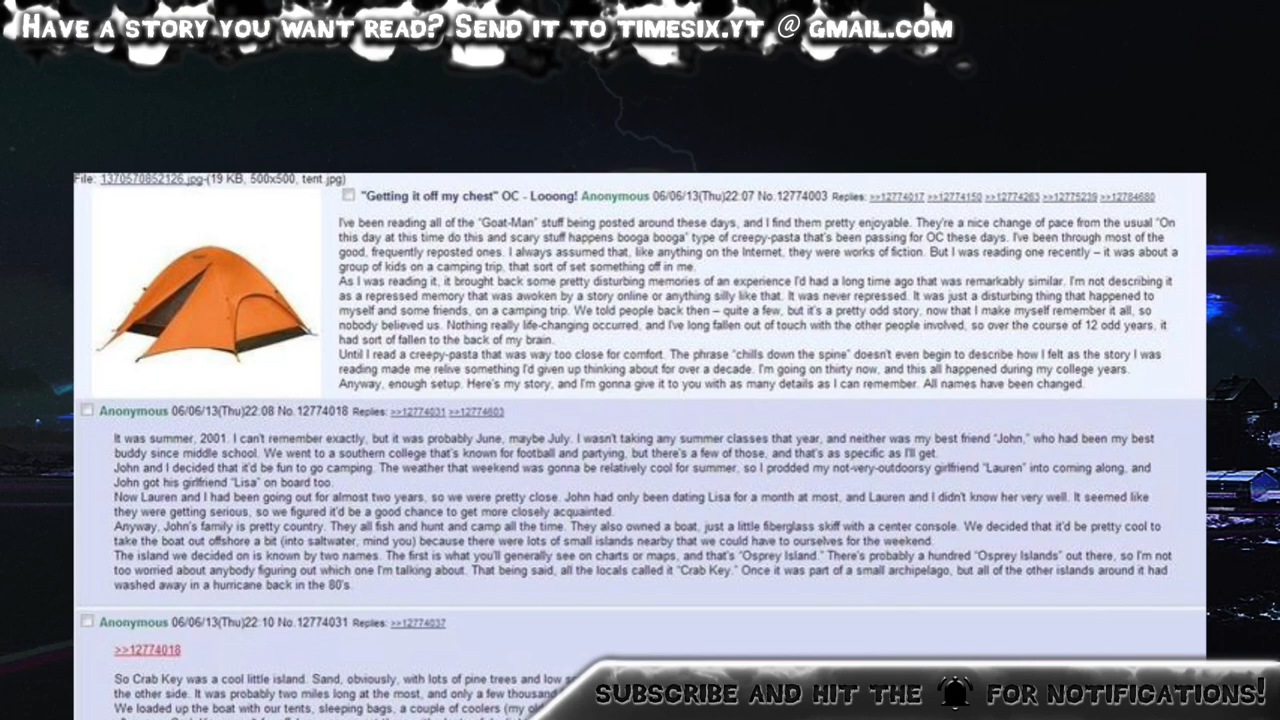 Have a story you want read? Send it to timesix.yt @ gmail.com
File: 1370570852126.jpg-(19 KB, 500x500, tent.jpg)
"Getting it off my chest" OC - Looong! Anonymous 06/06/13(Thu)22:07 No.12774003 Replies: >>12774017 >>12774150 >>12774263 >>12775239 >>12784680
I've been reading all of the "Goat-Man" stuff being posted around these days, and I find them pretty enjoyable. They're a nice change of pace from the usual "On
this day at this time do this and scary stuff happens booga booga" type of creepy-pasta that's been passing for OC these days. I've been through most of the
good, frequently reposted ones. I always assumed that, like anything on the Internet, they were works of fiction. But I was reading one recently – it was about a
group of kids on a camping trip, that sort of set something off in me.
As I was reading it, it brought back some pretty disturbing memories of an experience I'd had a long time ago that was remarkably similar. I'm not describing it
as a repressed memory that was awoken by a story online or anything silly like that. It was never repressed. It was just a disturbing thing that happened to
myself and some friends, on a camping trip. We told people back then – quite a few, but it's a pretty odd story, now that I make myself remember it all, so
nobody believed us. Nothing really life-changing occurred, and I've long fallen out of touch with the other people involved, so over the course of 12 odd years, it
had sort of fallen to the back of my brain.
Until I read a creepy-pasta that was way too close for comfort. The phrase "chills down the spine" doesn't even begin to describe how I felt as the story I was
reading made me relive something I'd given up thinking about for over a decade. I'm going on thirty now, and this all happened during my college years.
Anyway, enough setup. Here's my story, and I'm gonna give it to you with as many details as I can remember. All names have been changed.
Anonymous 06/06/13(Thu)22:08 No.12774018 Replies: >>12774031 >>12774603
It was summer, 2001. I can't remember exactly, but it was probably June, maybe July. I wasn't taking any summer classes that year, and neither was my best friend "John," who had been my best
buddy since middle school. We went to a southern college that's known for football and partying, but there's a few of those, and that's as specific as I'll get.
John and I decided that it'd be fun to go camping. The weather that weekend was gonna be relatively cool for summer, so I prodded my not-very-outdoorsy girlfriend "Lauren" into coming along, and
John got his girlfriend "Lisa" on board too.
Now Lauren and I had been going out for almost two years, so we were pretty close. John had only been dating Lisa for a month at most, and Lauren and I didn't know her very well. It seemed like
they were getting serious, so we figured it'd be a good chance to get more closely acquainted.
Anyway, John's family is pretty country. They all fish and hunt and camp all the time. They also owned a boat, just a little fiberglass skiff with a center console. We decided that it'd be pretty cool to
take the boat out offshore a bit (into saltwater, mind you) because there were lots of small islands nearby that we could have to ourselves for the weekend.
The island we decided on is known by two names. The first is what you'll generally see on charts or maps, and that's "Osprey Island." There's probably a hundred "Osprey Islands" out there, so I'm not
too worried about anybody figuring out which one I'm talking about. That being said, all the locals called it "Crab Key." Once it was part of a small archipelago, but all of the other islands around it had
washed away in a hurricane back in the 80's.
Anonymous 06/06/13(Thu)22:10 No.12774031 Replies: >>12774037
>>12774018
So Crab Key was a cool little island. Sand, obviously, with lots of pine trees and low
the other side. It was probably two miles long at the most, and only a few thousand
We loaded up the boat with our tents, sleeping bags, a couple of coolers (my
subscribe and hit the for notifications!